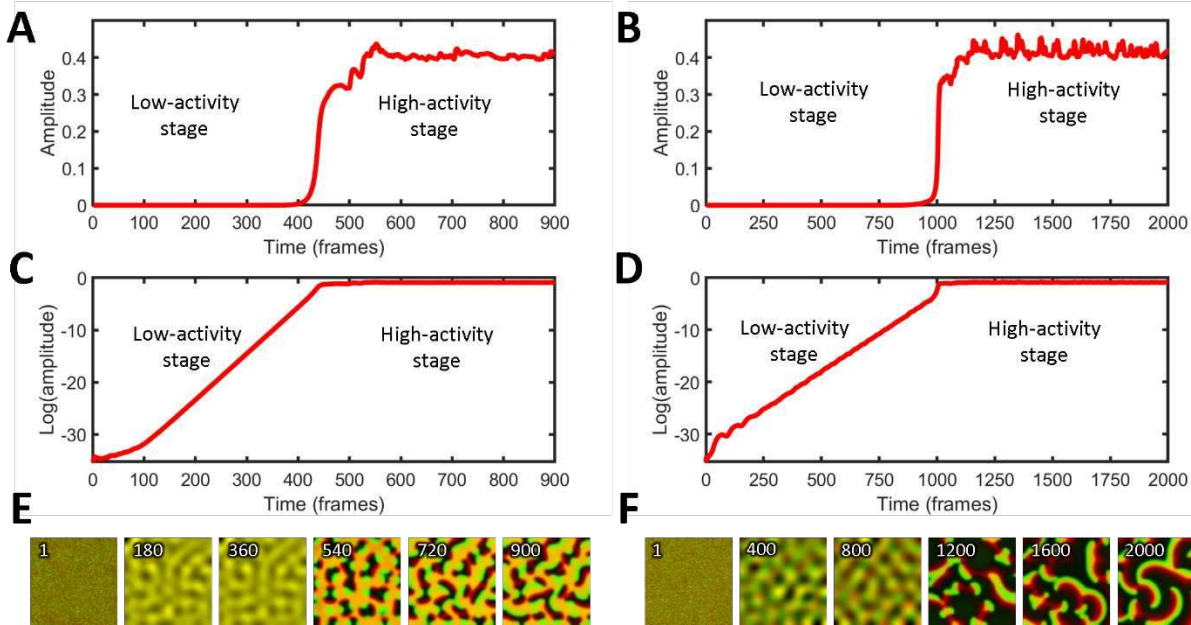 A
Amplitude
0.4
0.3
0.2
0.1
0
Low-activity
stage
High-activity
stage
0 100 200 300 400 500 600 700 800 900
Time (frames)
B
Amplitude
0.4
0.3
0.2
0.1
0
Low-activity
stage
High-activity
stage
0 250 500 750 1000 1250 1500 1750 2000
Time (frames)
C
Log(amplitude)
0
-10
-20
-30
Low-activity
stage
High-activity
stage
0 100 200 300 400 500 600 700 800 900
Time (frames)
D
Log(amplitude)
0
-10
-20
-30
Low-activity
stage
High-activity
stage
0 250 500 750 1000 1250 1500 1750 2000
Time (frames)
E
1 180 360 540 720 900
F
1 400 800 1200 1600 2000